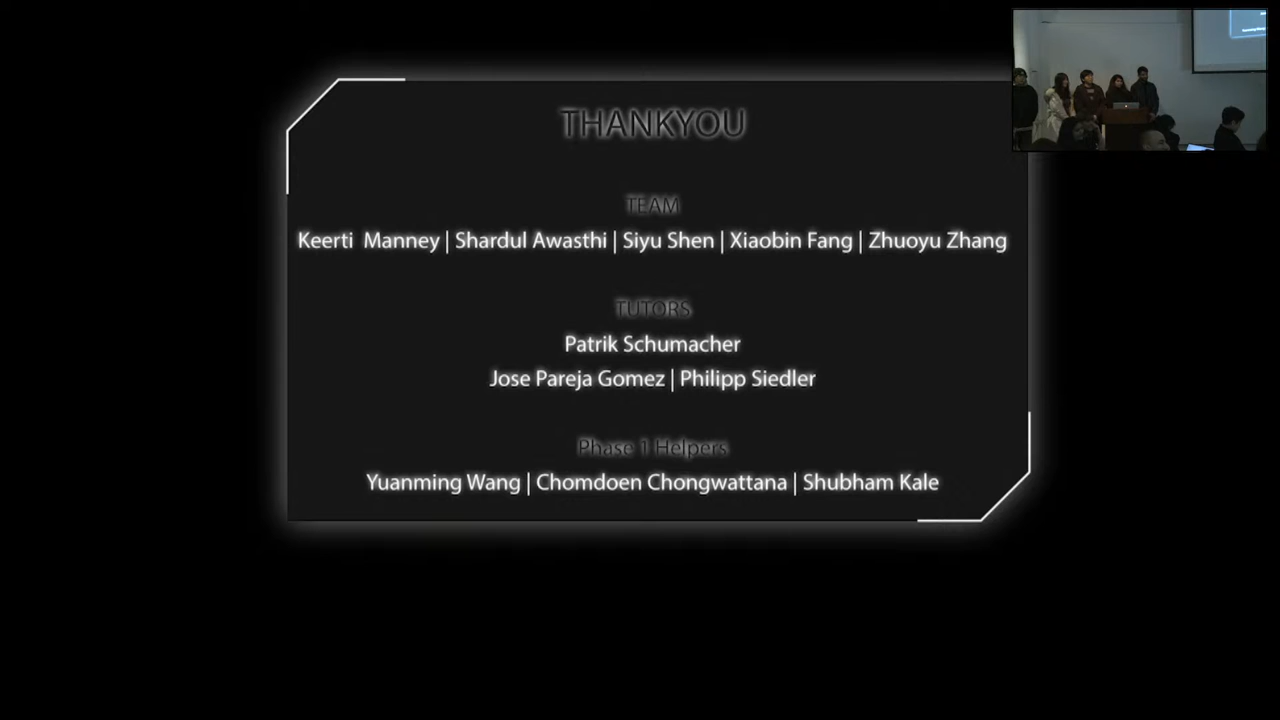 THANKYOU
TEAM
Keerti Manney | Shardul Awasthi | Siyu Shen | Xiaobin Fang | Zhuoyu Zhang
TUTORS
Patrik Schumacher
Jose Pareja Gomez | Philipp Siedler
Phase 1 Helpers
Yuanming Wang | Chomdoen Chongwattana | Shubham Kale